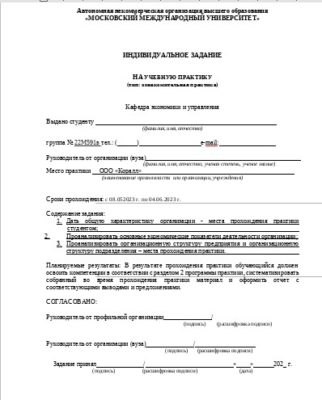 Автономная некоммерческая организация высшего образования
«МОСКОВСКИЙ МЕЖДУНАРОДНЫЙ УНИВЕРСИТЕТ»
ИНДИВИДУАЛЬНОЕ ЗАДАНИЕ
НА УЧЕБНУЮ ПРАКТИКУ
(тип: ознакомительная практика)
Кафедра экономики и управления
Выдано студенту
(фамилия, имя, отчество)
группа № 22М591в тел.: (      )                e-mail:
Руководитель от организации (вуза)
(фамилия, имя, отчество, ученая степень, ученое звание)
Место практики ООО «Коралл»
(наименование организации или организации, учреждения)
Сроки прохождения: с 08.052023 г. по 04.06.2023 г.
Содержание задания:
1. Дать общую характеристику организации - места прохождения практики
студентом;
2. Проанализировать основные экономические показатели деятельности организации;
3. Проанализировать организационную структуру предприятия и организационную
структуру подразделения – места прохождения практики.
Планируемые результаты: В результате прохождения практики обучающийся должен
освоить компетенции в соответствии с разделом 2 программы практики, систематизировать
собранный во время прохождения практики материал и оформить отчет с
соответствующими выводами и предложениями.
СОГЛАСОВАНО:
Руководитель от профильной организации            /
(подпись) (расшифровка подписи)
Руководитель от организации (вуза)            /
(подпись) (расшифровка подписи)
Задание принял            /            «    »            202_ г.
(подпись) (расшифровка подписи) (дата)